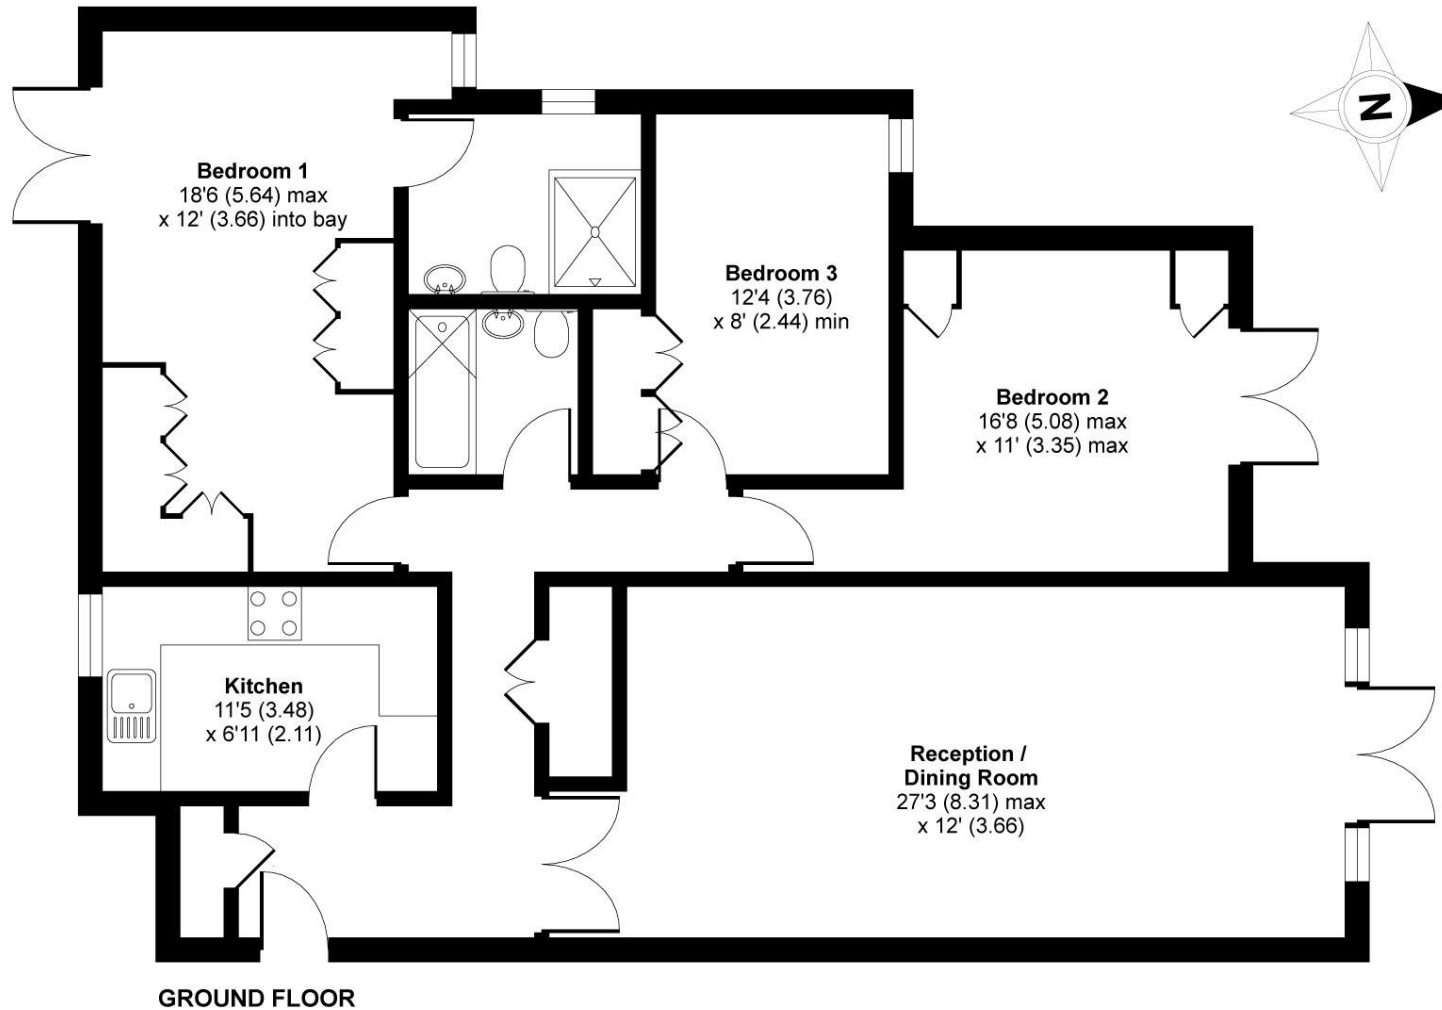 Bedroom 1
18'6 (5.64) max
x 12' (3.66) into bay
Bedroom 3
12'4 (3.76)
x 8' (2.44) min
Bedroom 2
16'8 (5.08) max
x 11' (3.35) max
Kitchen
11'5 (3.48)
x 6'11 (2.11)
Reception /
Dining Room
27'3 (8.31) max
x 12' (3.66)
N
GROUND FLOOR